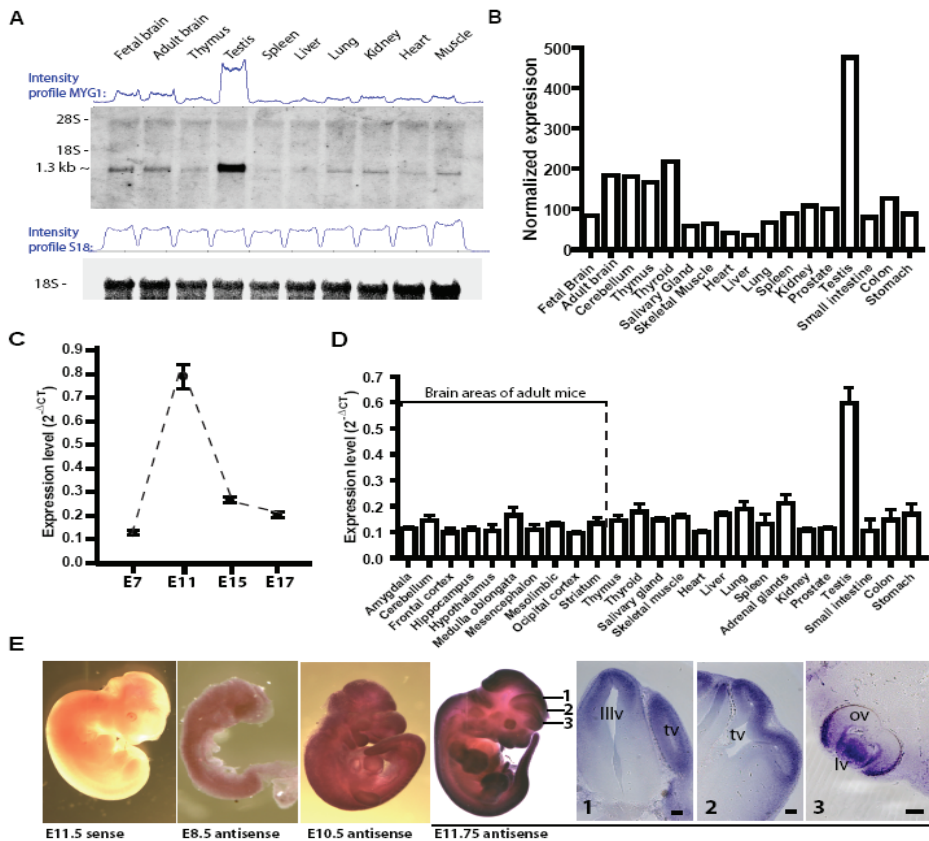 A
Fetal brain
Adult brain
Thymus
Testis
Spleen
Liver
Lung
Kidney
Heart
Muscle
Intensity
profile MYG1:
28S -
18S -
1.3 kb ~
Intensity
profile S18:
18S -
B
Normalized expresison
500
400
300
200
100
0
Fetal Brain
Adult brain
Cerebellum
Thymus
Thyroid
Salivary Gland
Skeletal Muscle
Heart
Liver
Lung
Spleen
Kidney
Prostate
Testis
Small intestine
Colon
Stomach
C
Expression level (2^-ΔCT)
0.9
0.8
0.7
0.6
0.5
0.4
0.3
0.2
0.1
0.0
E7
E11
E15
E17
D
Expression level (2^-ΔCT)
0.7
0.6
0.5
0.4
0.3
0.2
0.1
0.0
Brain areas of adult mice
Amygdala
Cerebellum
Frontal cortex
Hippocampus
Hypothalamus
Medulla oblongata
Mesencephalon
Mesolimbic
Ocipital cortex
Striatum
Thymus
Thyroid
Salivary gland
Skeletal muscle
Heart
Liver
Lung
Spleen
Adrenal glands
Kidney
Prostate
Testis
Small intestine
Colon
Stomach
E
E11.5 sense
E8.5 antisense
E10.5 antisense
1
2
3
E11.75 antisense
IIIv
tv
1
tv
2
ov
lv
3